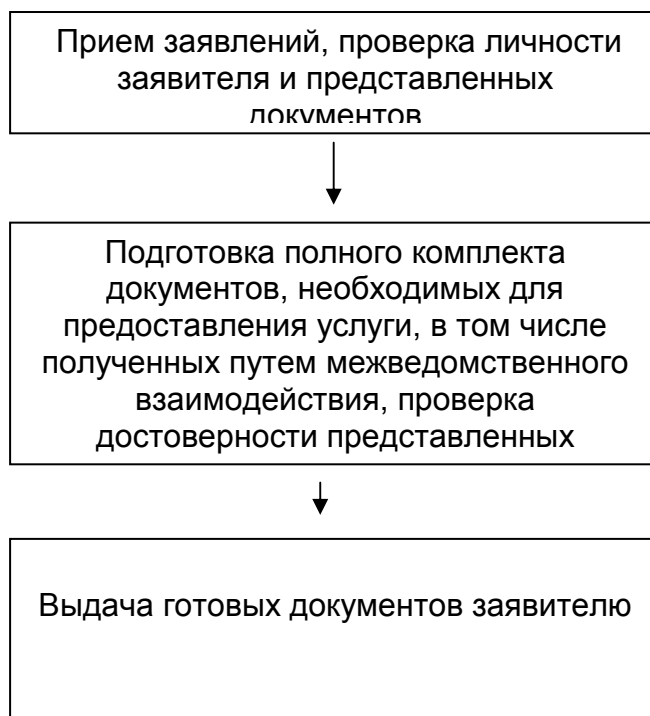 Прием заявлений, проверка личности
заявителя и представленных
документов
Подготовка полного комплекта
документов, необходимых для
предоставления услуги, в том числе
полученных путем межведомственного
взаимодействия, проверка
достоверности представленных
Выдача готовых документов заявителю